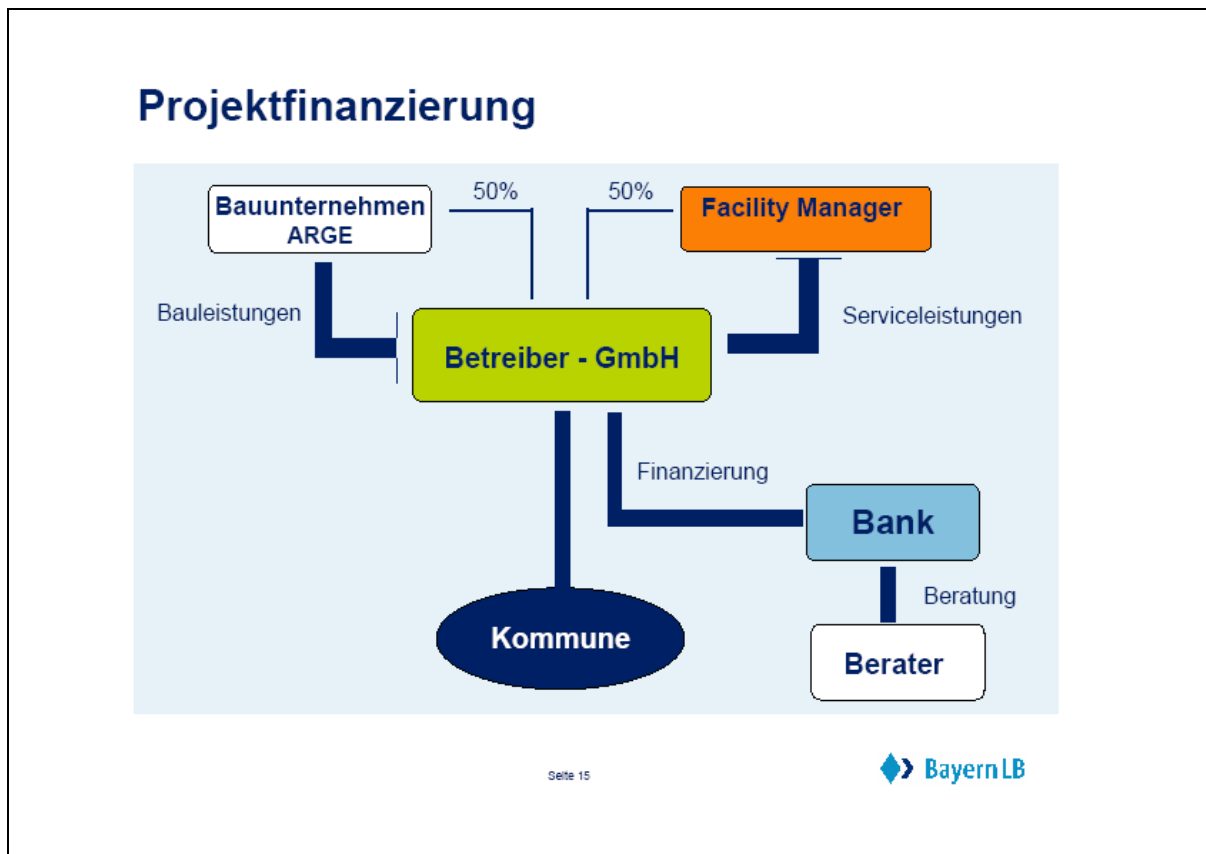 Projektfinanzierung
50%
50%
Bauunternehmen
ARGE
Facility Manager
Bauleistungen
Serviceleistungen
Betreiber - GmbH
Finanzierung
Bank
Beratung
Kommune
Berater
Seite 15
BayernLB